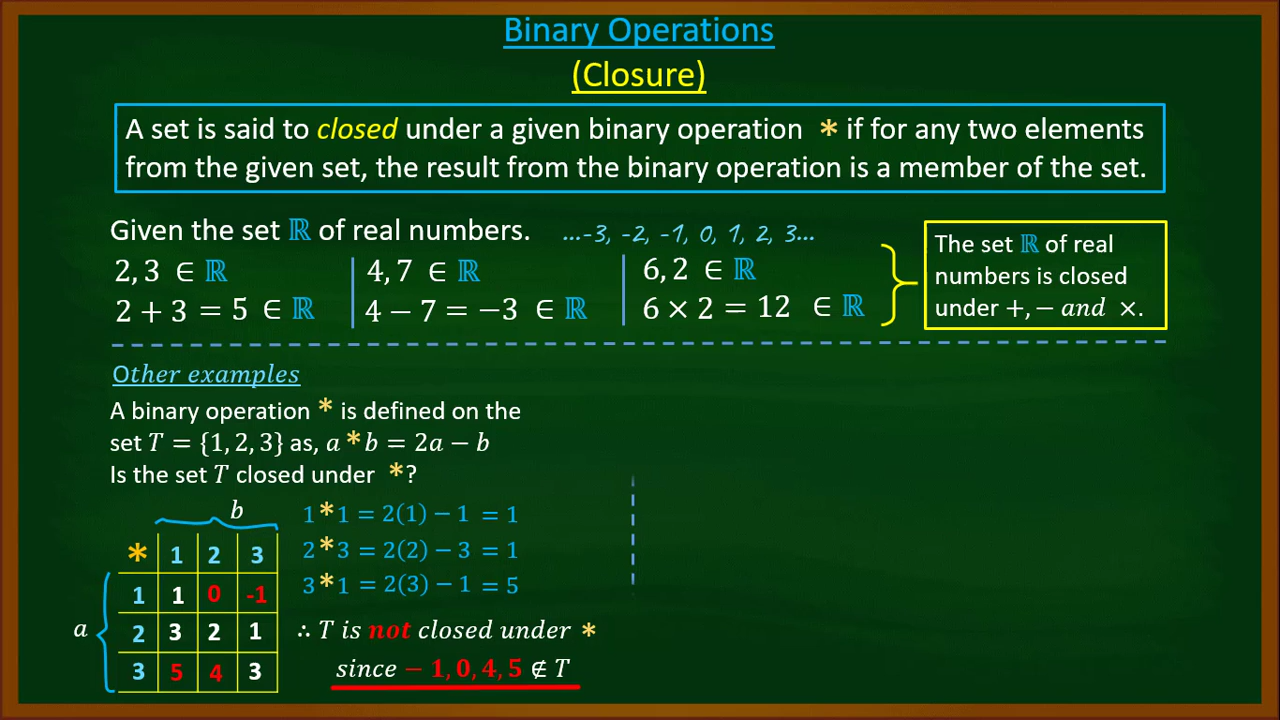 Binary Operations
(Closure)
A set is said to closed under a given binary operation * if for any two elements
from the given set, the result from the binary operation is a member of the set.
Given the set ℝ of real numbers. ...-3, -2, -1, 0, 1, 2, 3...
2, 3 ∈ ℝ
2 + 3 = 5 ∈ ℝ
4, 7 ∈ ℝ
4 − 7 = −3 ∈ ℝ
6, 2 ∈ ℝ
6 × 2 = 12 ∈ ℝ
The set ℝ of real
numbers is closed
under +, − and ×.
Other examples
A binary operation * is defined on the
set T = {1, 2, 3} as, a * b = 2a − b
Is the set T closed under *?
b
* 1 2 3
1 1 0 -1
a
2 3 2 1
3 5 4 3
1 * 1 = 2(1) − 1 = 1
2 * 3 = 2(2) − 3 = 1
3 * 1 = 2(3) − 1 = 5
∴ T is not closed under *
since − 1, 0, 4, 5 ∉ T